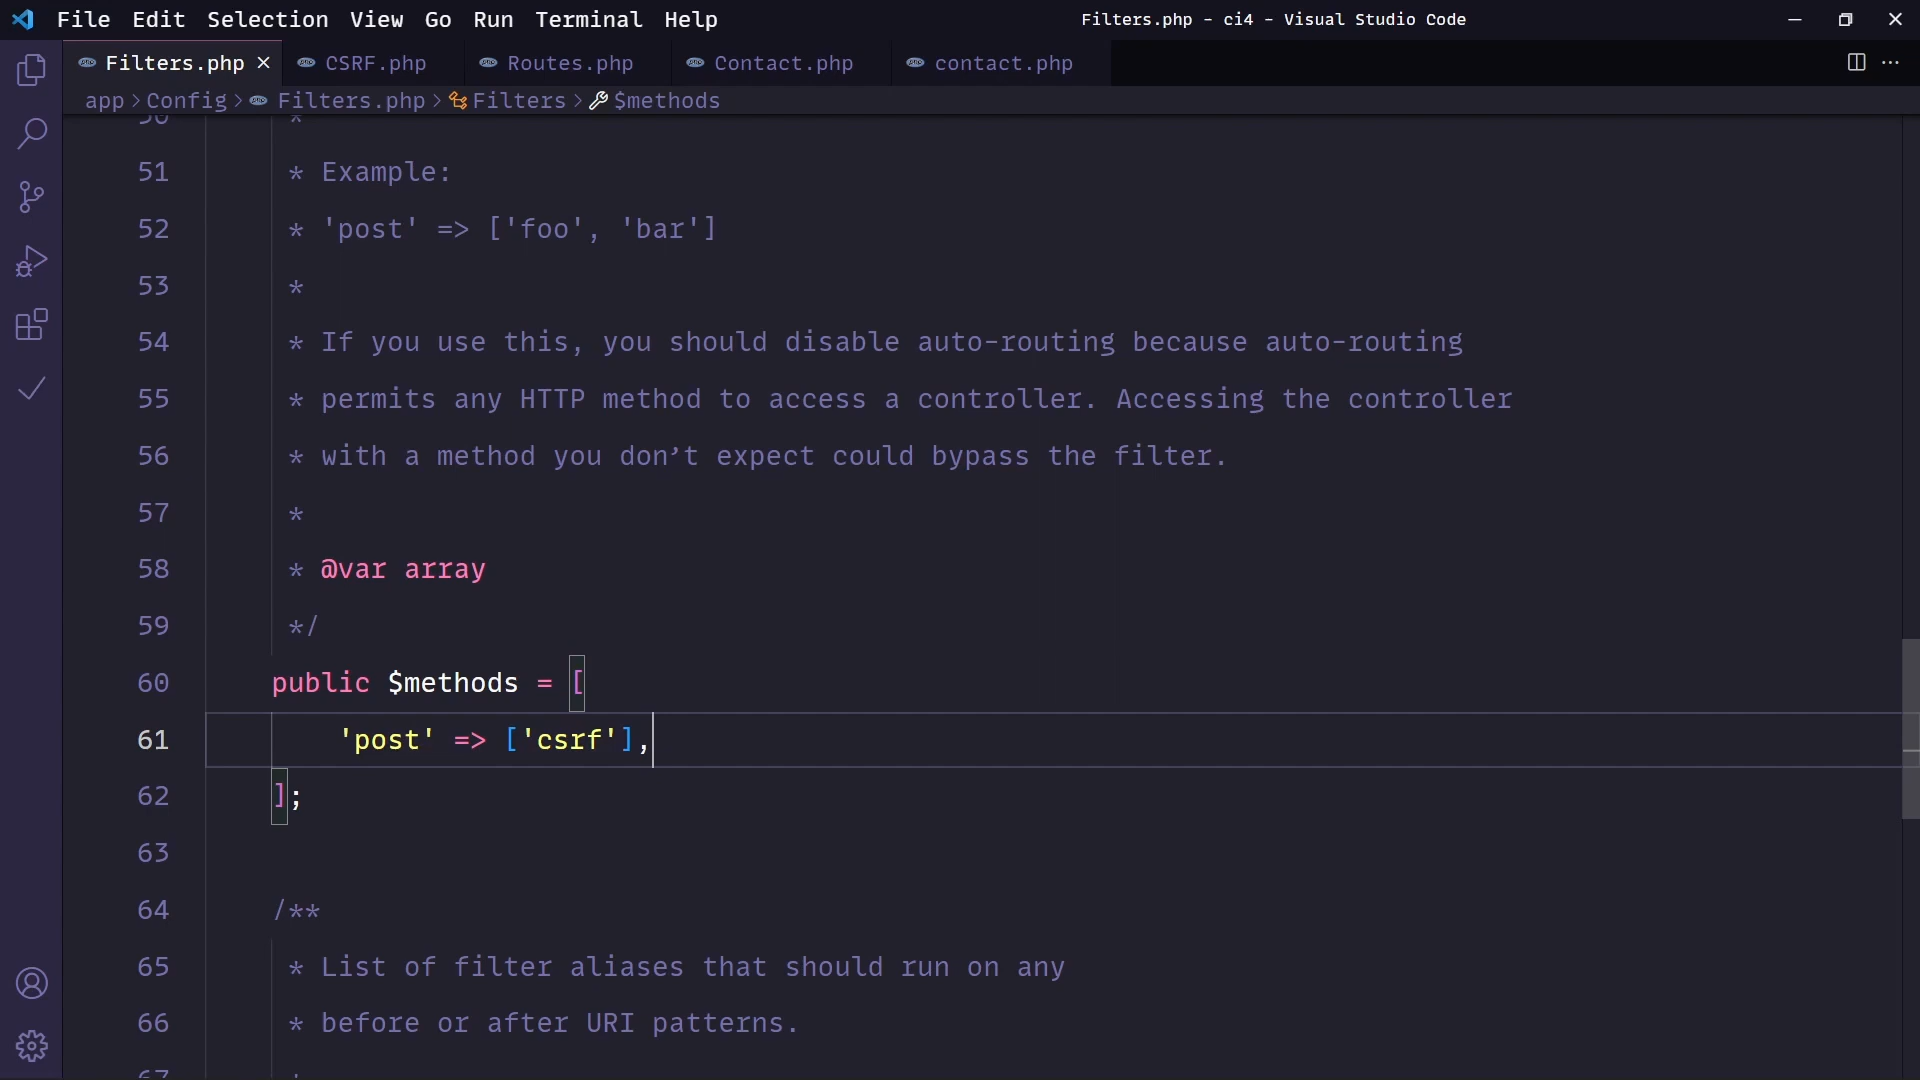 File Edit Selection View Go Run Terminal Help
Filters.php - ci4 - Visual Studio Code
Filters.php CSRF.php Routes.php Contact.php contact.php
app > Config > Filters.php > Filters > $methods
50 *
51 * Example:
52 * 'post' => ['foo', 'bar']
53 *
54 * If you use this, you should disable auto-routing because auto-routing
55 * permits any HTTP method to access a controller. Accessing the controller
56 * with a method you don’t expect could bypass the filter.
57 *
58 * @var array
59 */
60 public $methods = [
61 'post' => ['csrf'],
62 ];
63
64 /**
65 * List of filter aliases that should run on any
66 * before or after URI patterns.
67 *